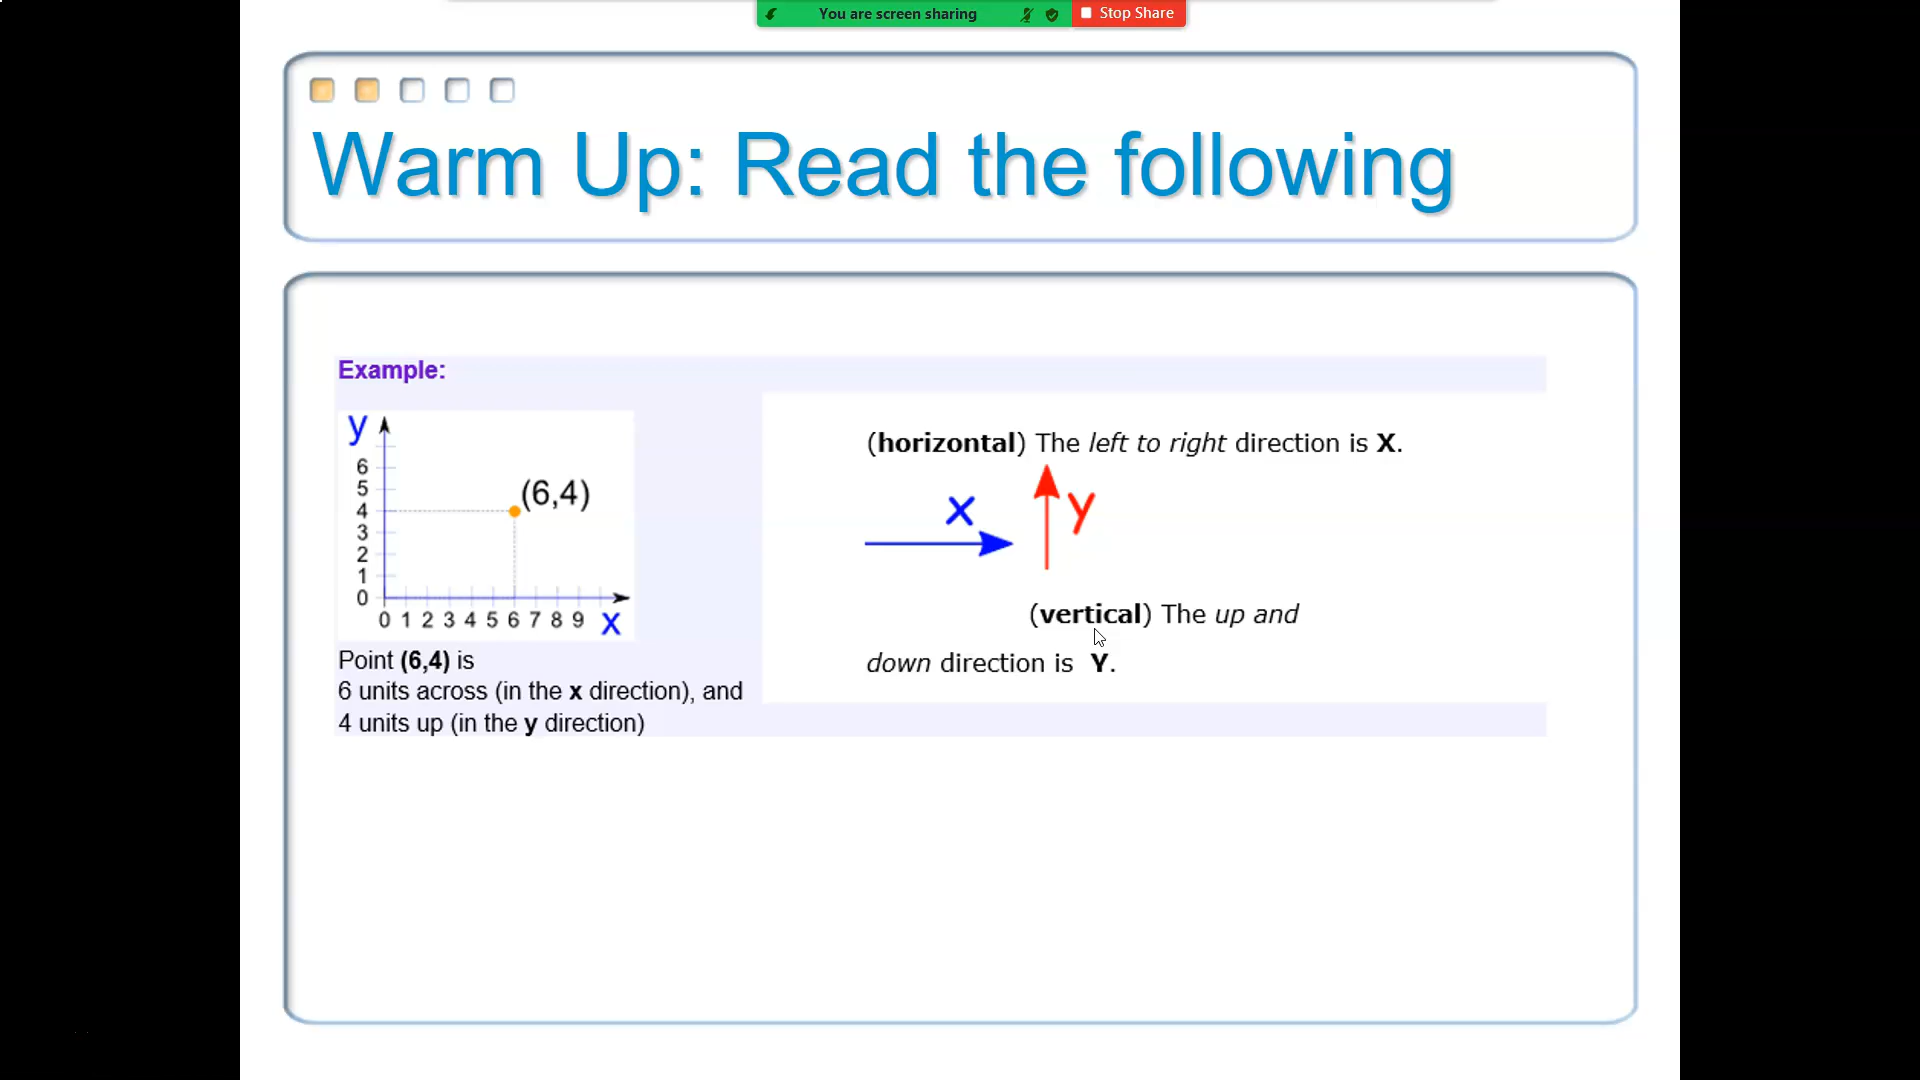 You are screen sharing
Stop Share
Warm Up: Read the following
Example:
y
6
5
4
3
2
1
0
(6,4)
0 1 2 3 4 5 6 7 8 9 x
Point (6,4) is
6 units across (in the x direction), and
4 units up (in the y direction)
(horizontal) The left to right direction is X.
x y
(vertical) The up and
down direction is Y.